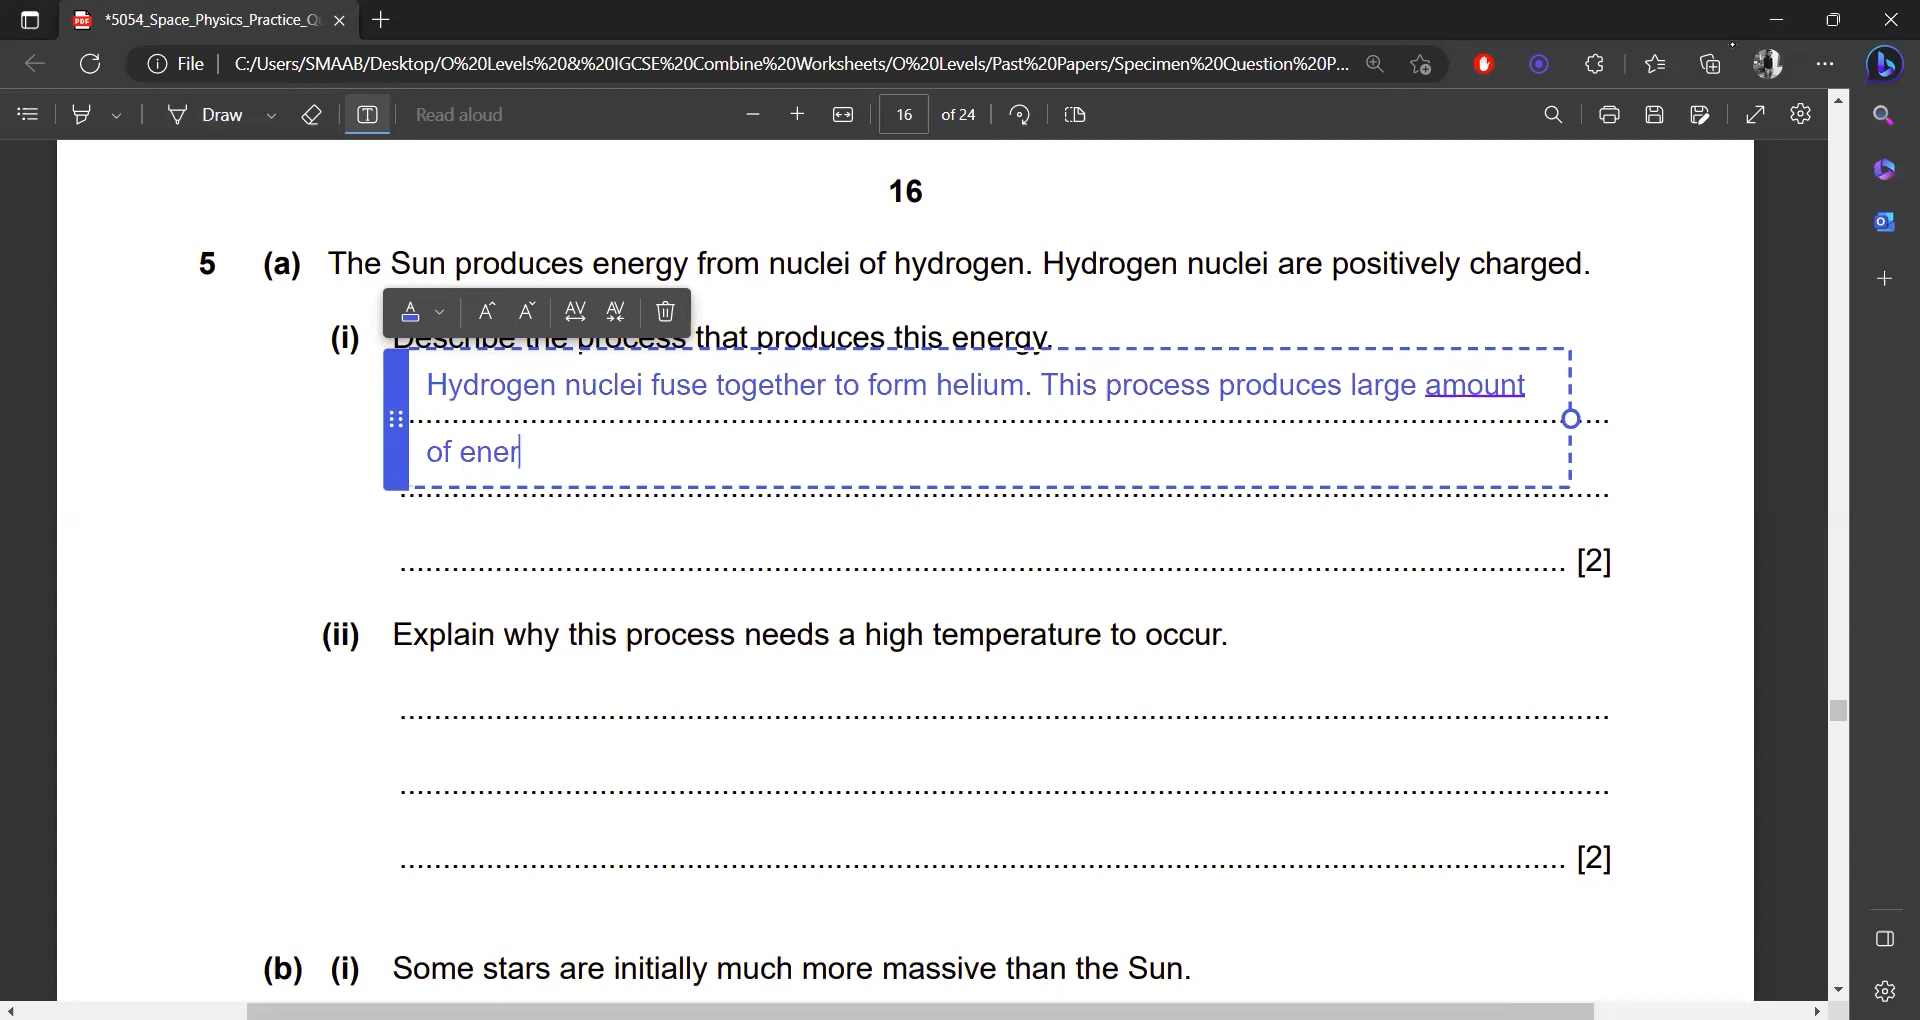 *5054_Space_Physics_Practice_Q
File
C:/Users/SMAAB/Desktop/O%20Levels%20&%20IGCSE%20Combine%20Worksheets/O%20Levels/Past%20Papers/Specimen%20Question%20P...
Draw
Read aloud
16
of 24
16
5 (a) The Sun produces energy from nuclei of hydrogen. Hydrogen nuclei are positively charged.
(i) Describe the process that produces this energy.
Hydrogen nuclei fuse together to form helium. This process produces large amount
of ener
[2]
(ii) Explain why this process needs a high temperature to occur.
[2]
(b) (i) Some stars are initially much more massive than the Sun.